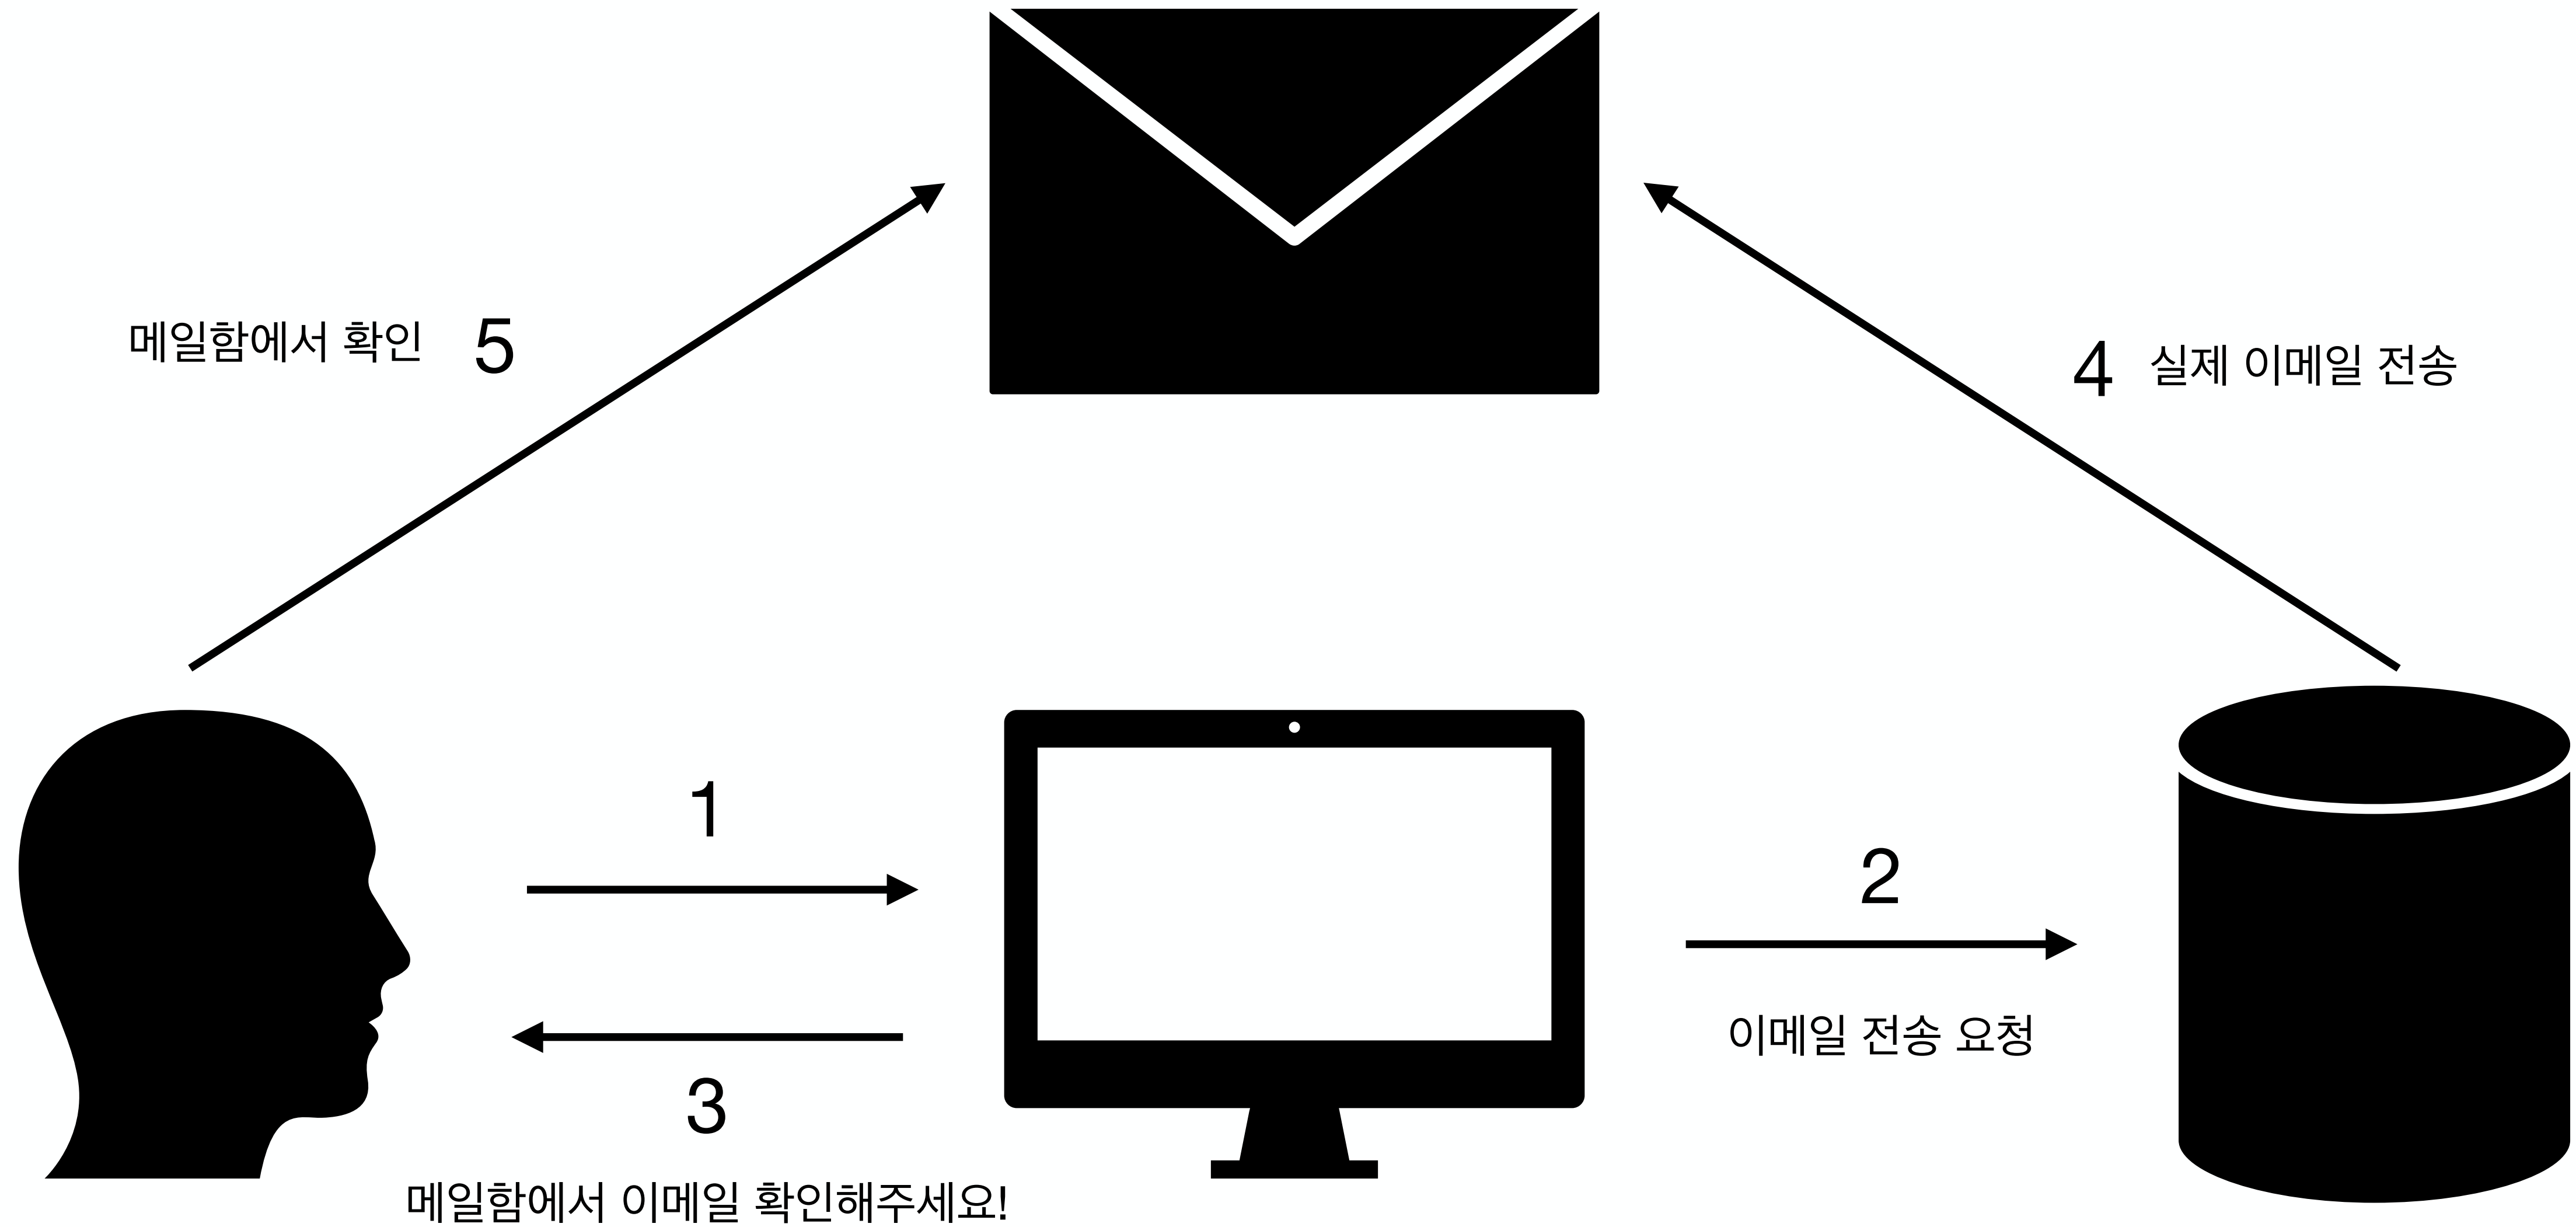 메일함에서 확인 5
4 실제 이메일 전송
1
2
이메일 전송 요청
3
메일함에서 이메일 확인해주세요!